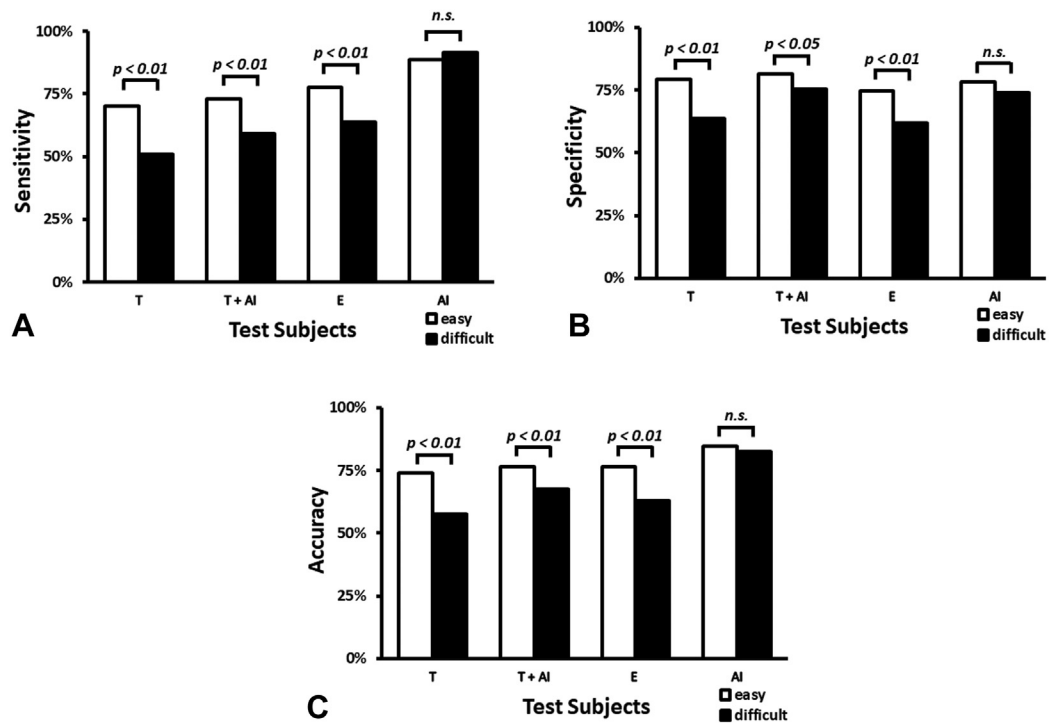 100%
75%
50%
25%
0%
Sensitivity
p < 0.01
p < 0.01
p < 0.01
n.s.
T
T + AI
E
AI
Test Subjects
easy
difficult
A
100%
75%
50%
25%
0%
Specificity
p < 0.01
p < 0.05
p < 0.01
n.s.
T
T + AI
E
AI
Test Subjects
easy
difficult
B
100%
75%
50%
25%
0%
Accuracy
p < 0.01
p < 0.01
p < 0.01
n.s.
T
T + AI
E
AI
Test Subjects
easy
difficult
C